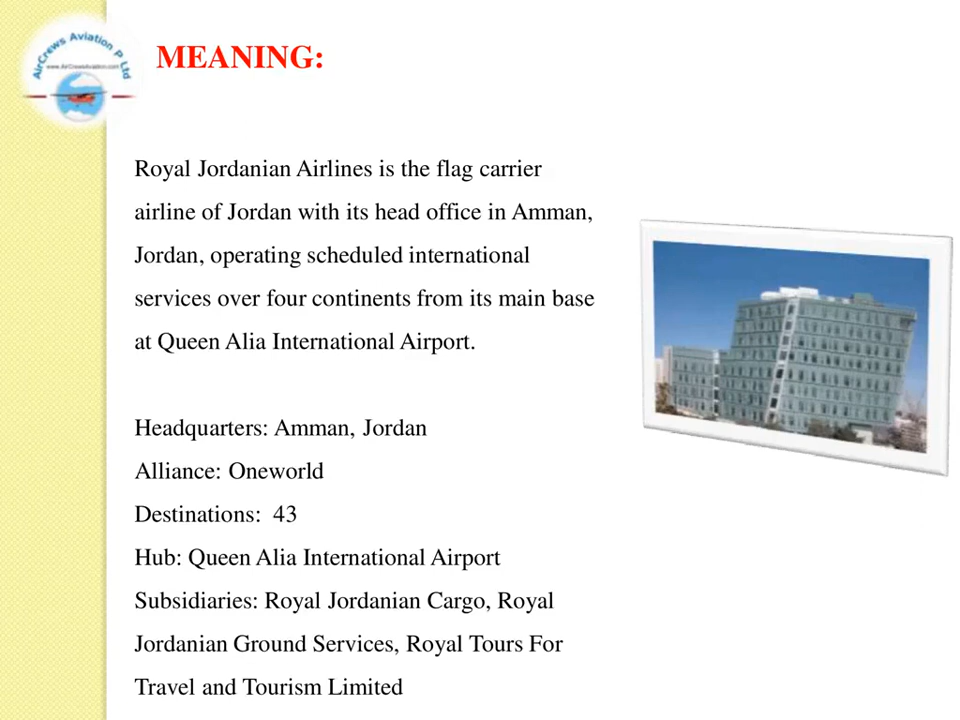 AirCrews Aviation P Ltd
www.AirCrewsAviation.com
MEANING:
Royal Jordanian Airlines is the flag carrier
airline of Jordan with its head office in Amman,
Jordan, operating scheduled international
services over four continents from its main base
at Queen Alia International Airport.
Headquarters: Amman, Jordan
Alliance: Oneworld
Destinations:  43
Hub: Queen Alia International Airport
Subsidiaries: Royal Jordanian Cargo, Royal
Jordanian Ground Services, Royal Tours For
Travel and Tourism Limited